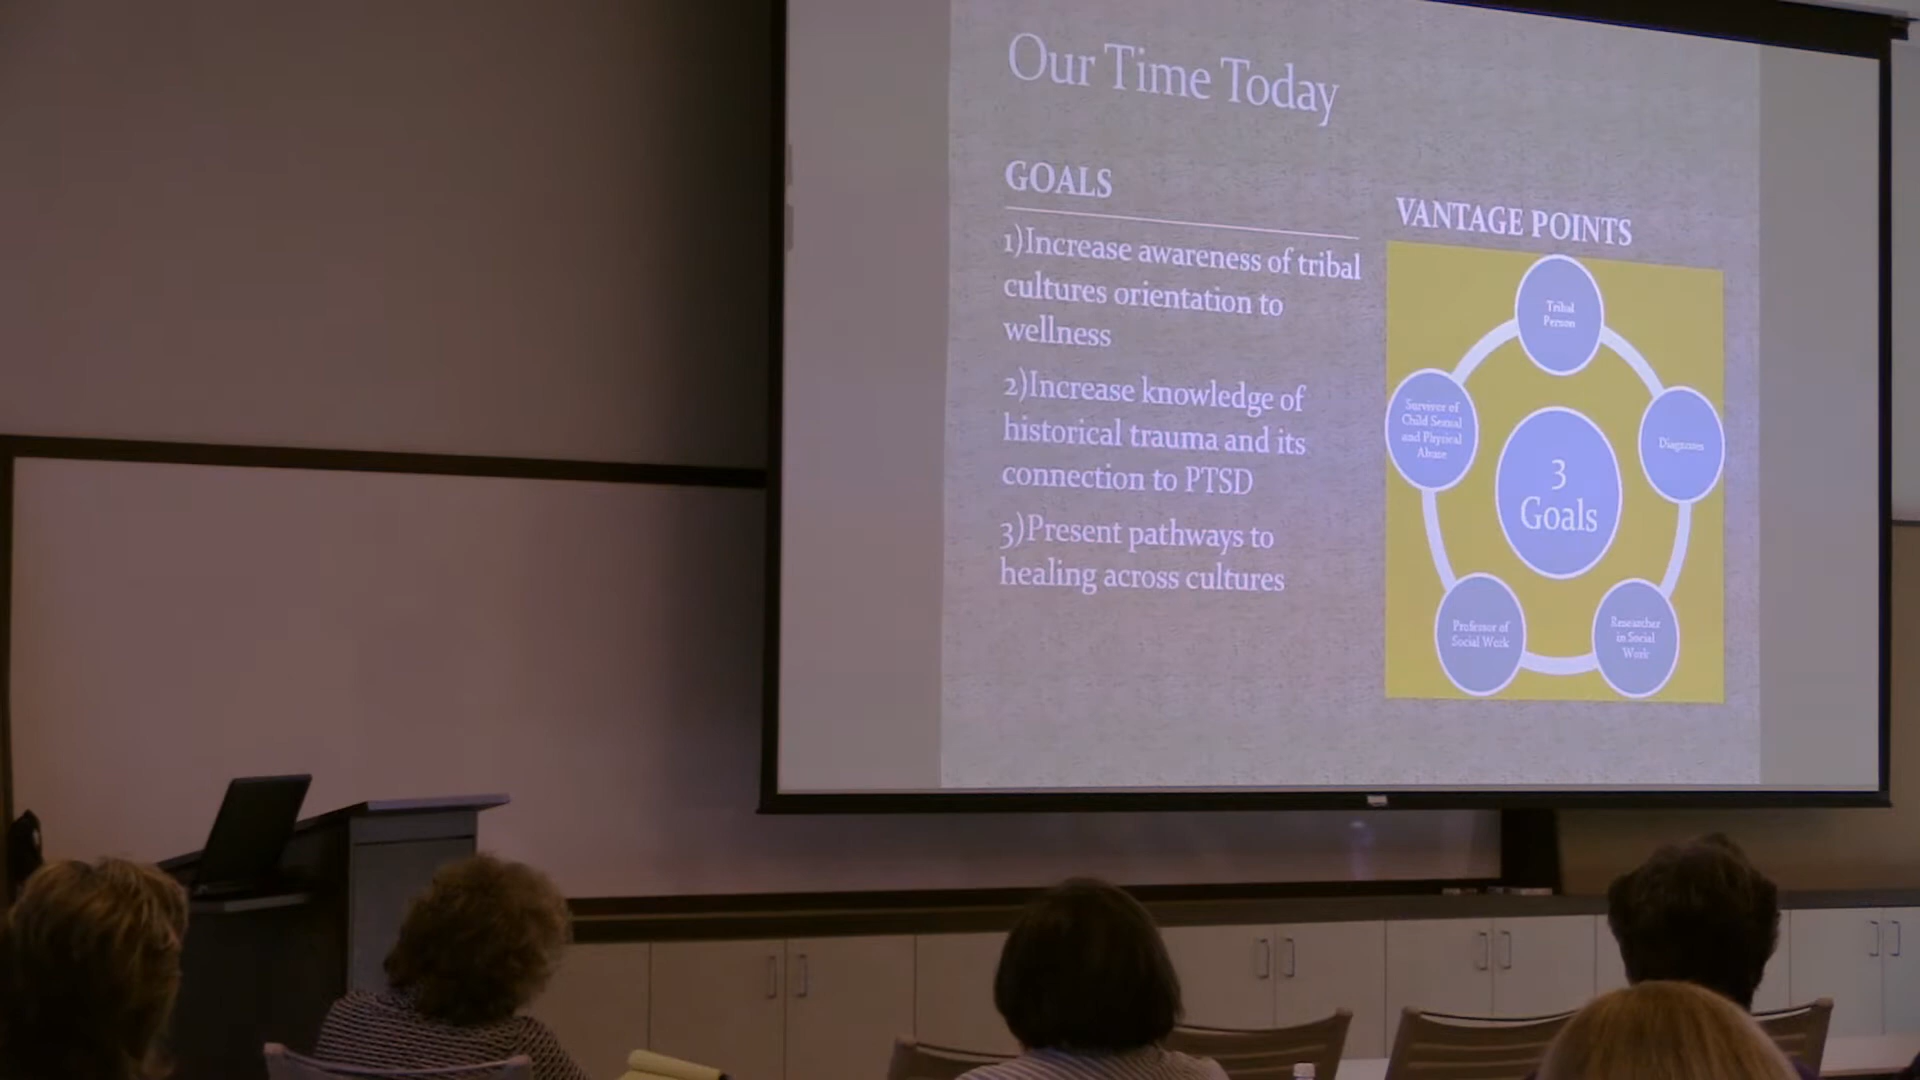 Our Time Today
GOALS
1)Increase awareness of tribal
cultures orientation to
wellness
2)Increase knowledge of
historical trauma and its
connection to PTSD
3)Present pathways to
healing across cultures
VANTAGE POINTS
Tribal
Person
Survivor of
Child Sexual
and Physical
Abuse
Diagnoses
3
Goals
Professor of
Social Work
Researcher
in Social
Work